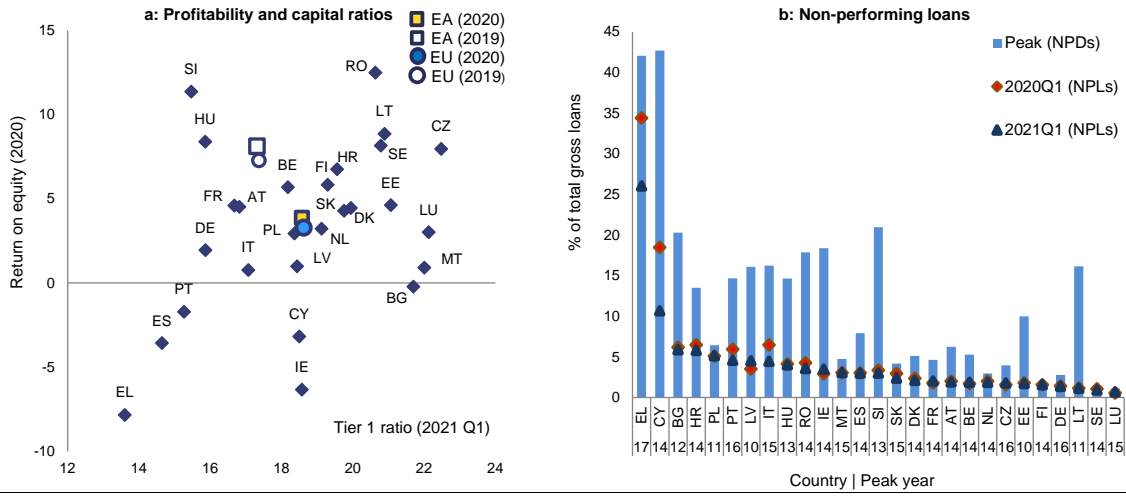 a: Profitability and capital ratios
EA (2020)
EA (2019)
EU (2020)
EU (2019)
Return on equity (2020)
15
10
5
0
-5
-10
SI
RO
HU
LT
CZ
SE
BE
FI
HR
FR
AT
SK
DK
EE
DE
PL
NL
LU
IT
LV
MT
BG
PT
ES
CY
IE
EL
Tier 1 ratio (2021 Q1)
12 14 16 18 20 22 24
b: Non-performing loans
% of total gross loans
45
40
35
30
25
20
15
10
5
0
Peak (NPDs)
2020Q1 (NPLs)
2021Q1 (NPLs)
EL CY BG HR PL PT LV IT HU RO IE MT ES SI SK DK FR AT BE NL CZ EE FI DE LT SE LU
17 14 12 14 11 16 10 15 13 14 14 15 14 13 15 14 14 14 14 14 16 10 14 16 11 14 15
Country | Peak year